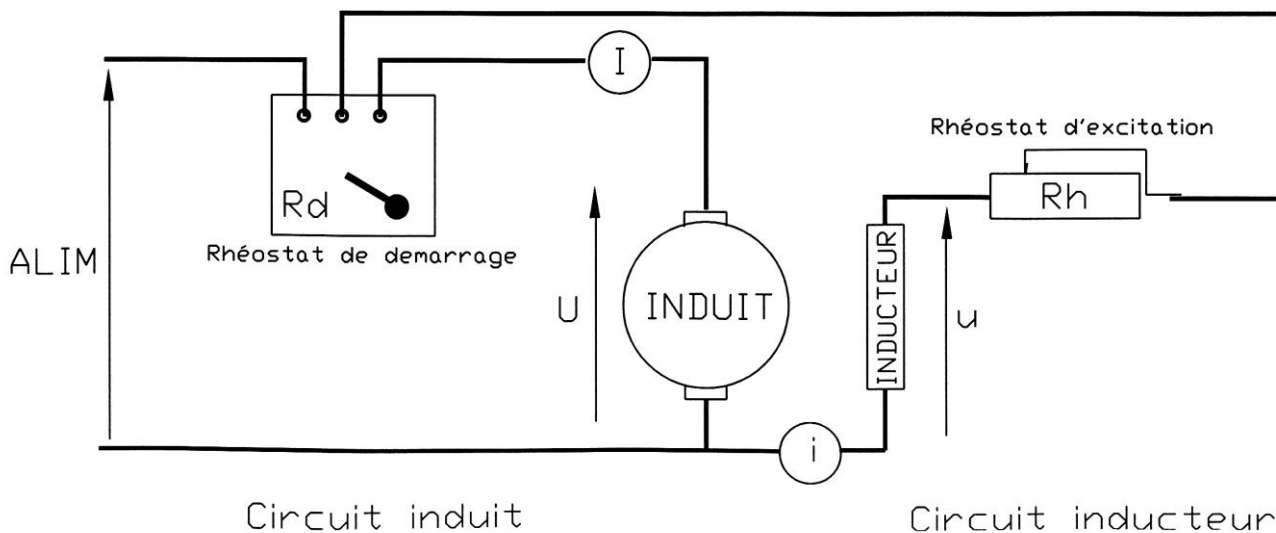 I
Rhéostat d'excitation
Rd
Rh
Rhéostat de demarrage
ALIM
U
INDUIT
INDUCTEUR
u
i
Circuit induit
Circuit inducteur